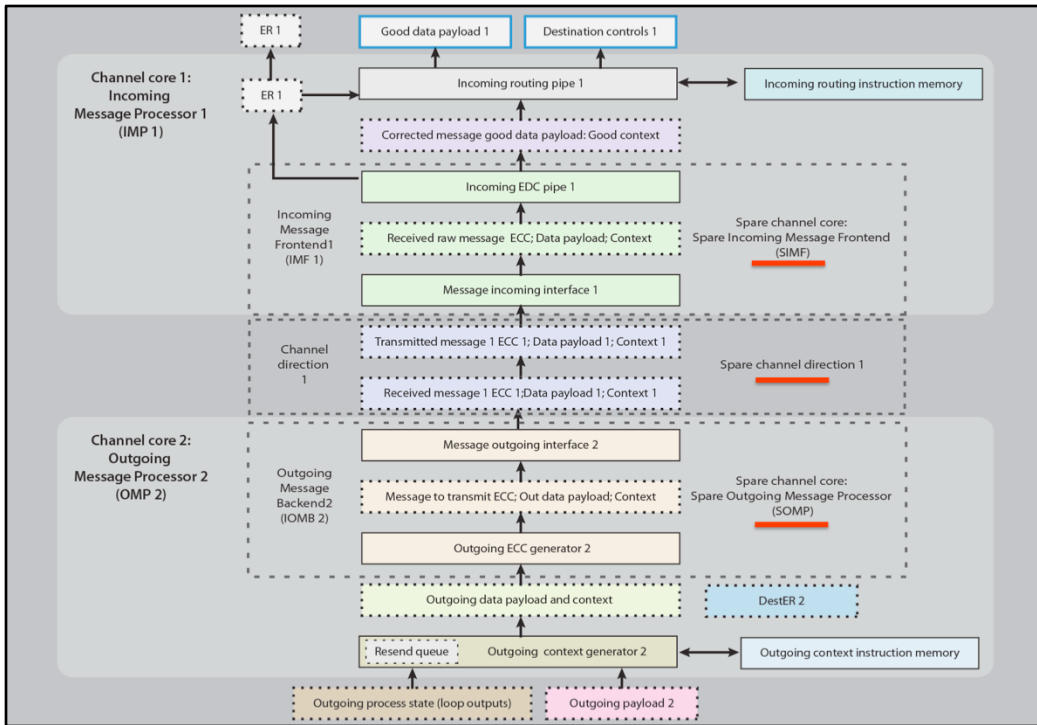 ER 1
Good data payload 1
Destination controls 1
Channel core 1:
Incoming
Message Processor 1
(IMP 1)
ER 1
Incoming routing pipe 1
Incoming routing instruction memory
Corrected message good data payload: Good context
Incoming EDC pipe 1
Incoming
Message
Frontend1
(IMF 1)
Received raw message ECC; Data payload; Context
Spare channel core:
Spare Incoming Message Frontend
(SIMF)
Message incoming interface 1
Channel
direction
1
Transmitted message 1 ECC 1; Data payload 1; Context 1
Spare channel direction 1
Received message 1 ECC 1;Data payload 1; Context 1
Channel core 2:
Outgoing
Message Processor 2
(OMP 2)
Message outgoing interface 2
Outgoing
Message
Backend2
(IOMB 2)
Message to transmit ECC; Out data payload; Context
Spare channel core:
Spare Outgoing Message Processor
(SOMP)
Outgoing ECC generator 2
Outgoing data payload and context
DestER 2
Resend queue
Outgoing context generator 2
Outgoing context instruction memory
Outgoing process state (loop outputs)
Outgoing payload 2